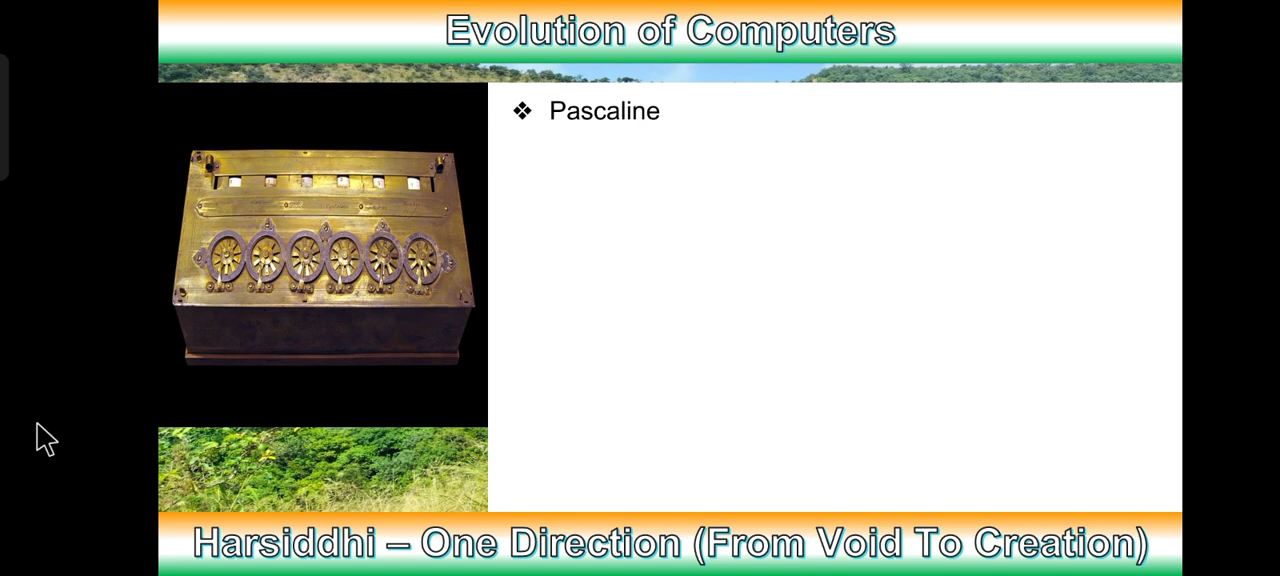 Evolution of Computers
❖ Pascaline
Harsiddhi – One Direction (From Void To Creation)